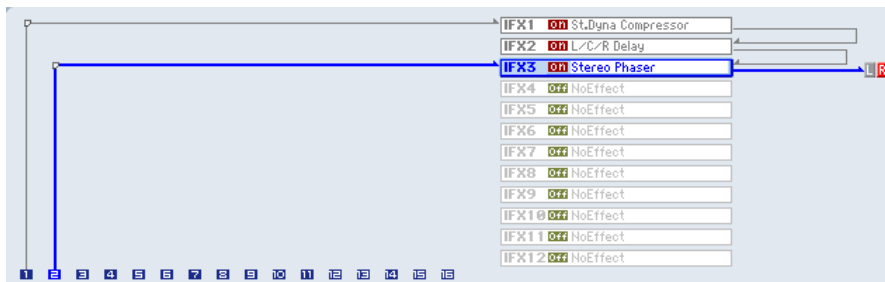 IFX1 On St.Dyna Compressor
IFX2 On L/C/R Delay
IFX3 On Stereo Phaser
L R
IFX4 Off NoEffect
IFX5 Off NoEffect
IFX6 Off NoEffect
IFX7 Off NoEffect
IFX8 Off NoEffect
IFX9 Off NoEffect
IFX10 Off NoEffect
IFX11 Off NoEffect
IFX12 Off NoEffect
1 2 3 4 5 6 7 8 9 10 11 12 13 14 15 16